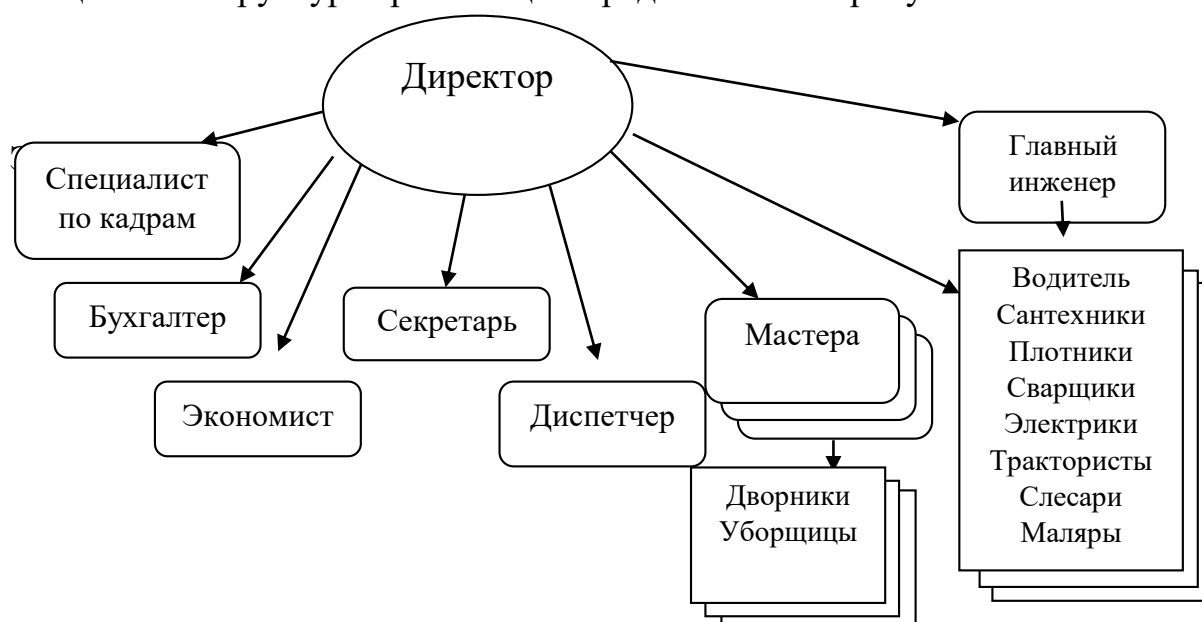 Директор
Главный
инженер
Специалист
по кадрам
Бухгалтер
Секретарь
Мастера
Экономист
Диспетчер
Водитель
Сантехники
Плотники
Сварщики
Электрики
Трактористы
Слесари
Маляры
Дворники
Уборщицы